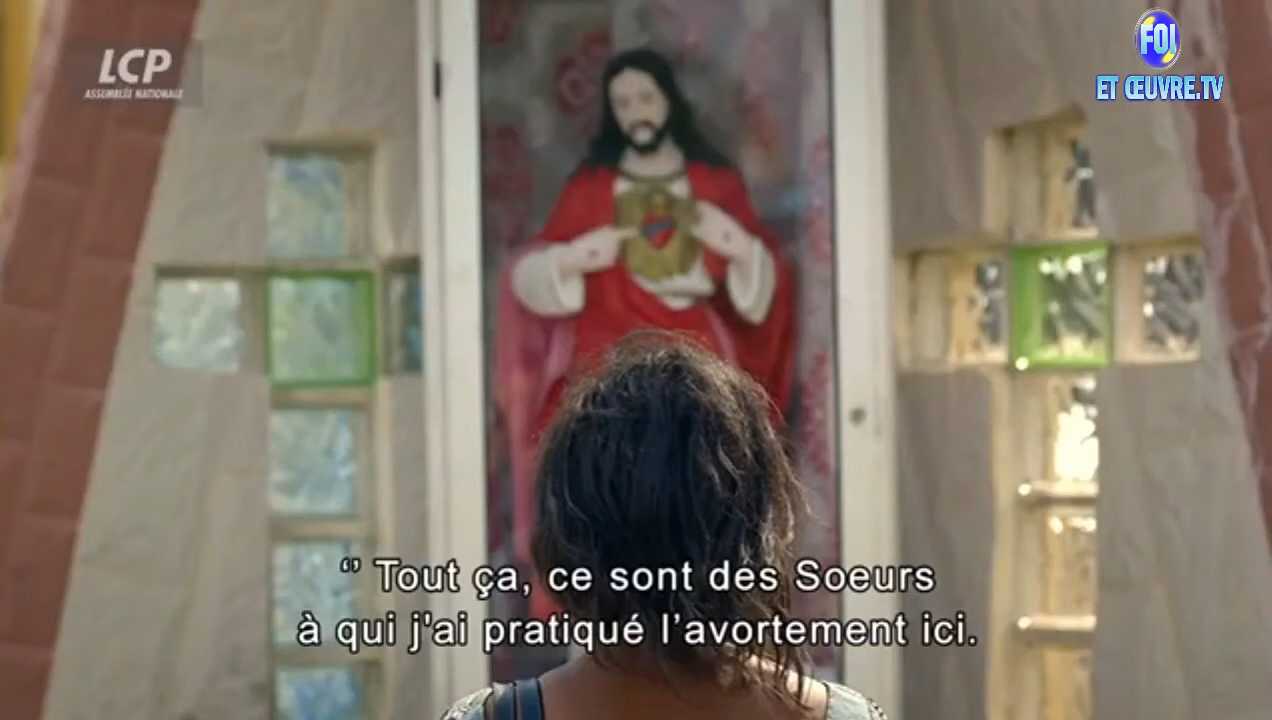 LCP
ASSEMBLÉE NATIONALE
FOI
ET ŒUVRE.TV
‘’ Tout ça, ce sont des Soeurs
à qui j'ai pratiqué l’avortement ici.